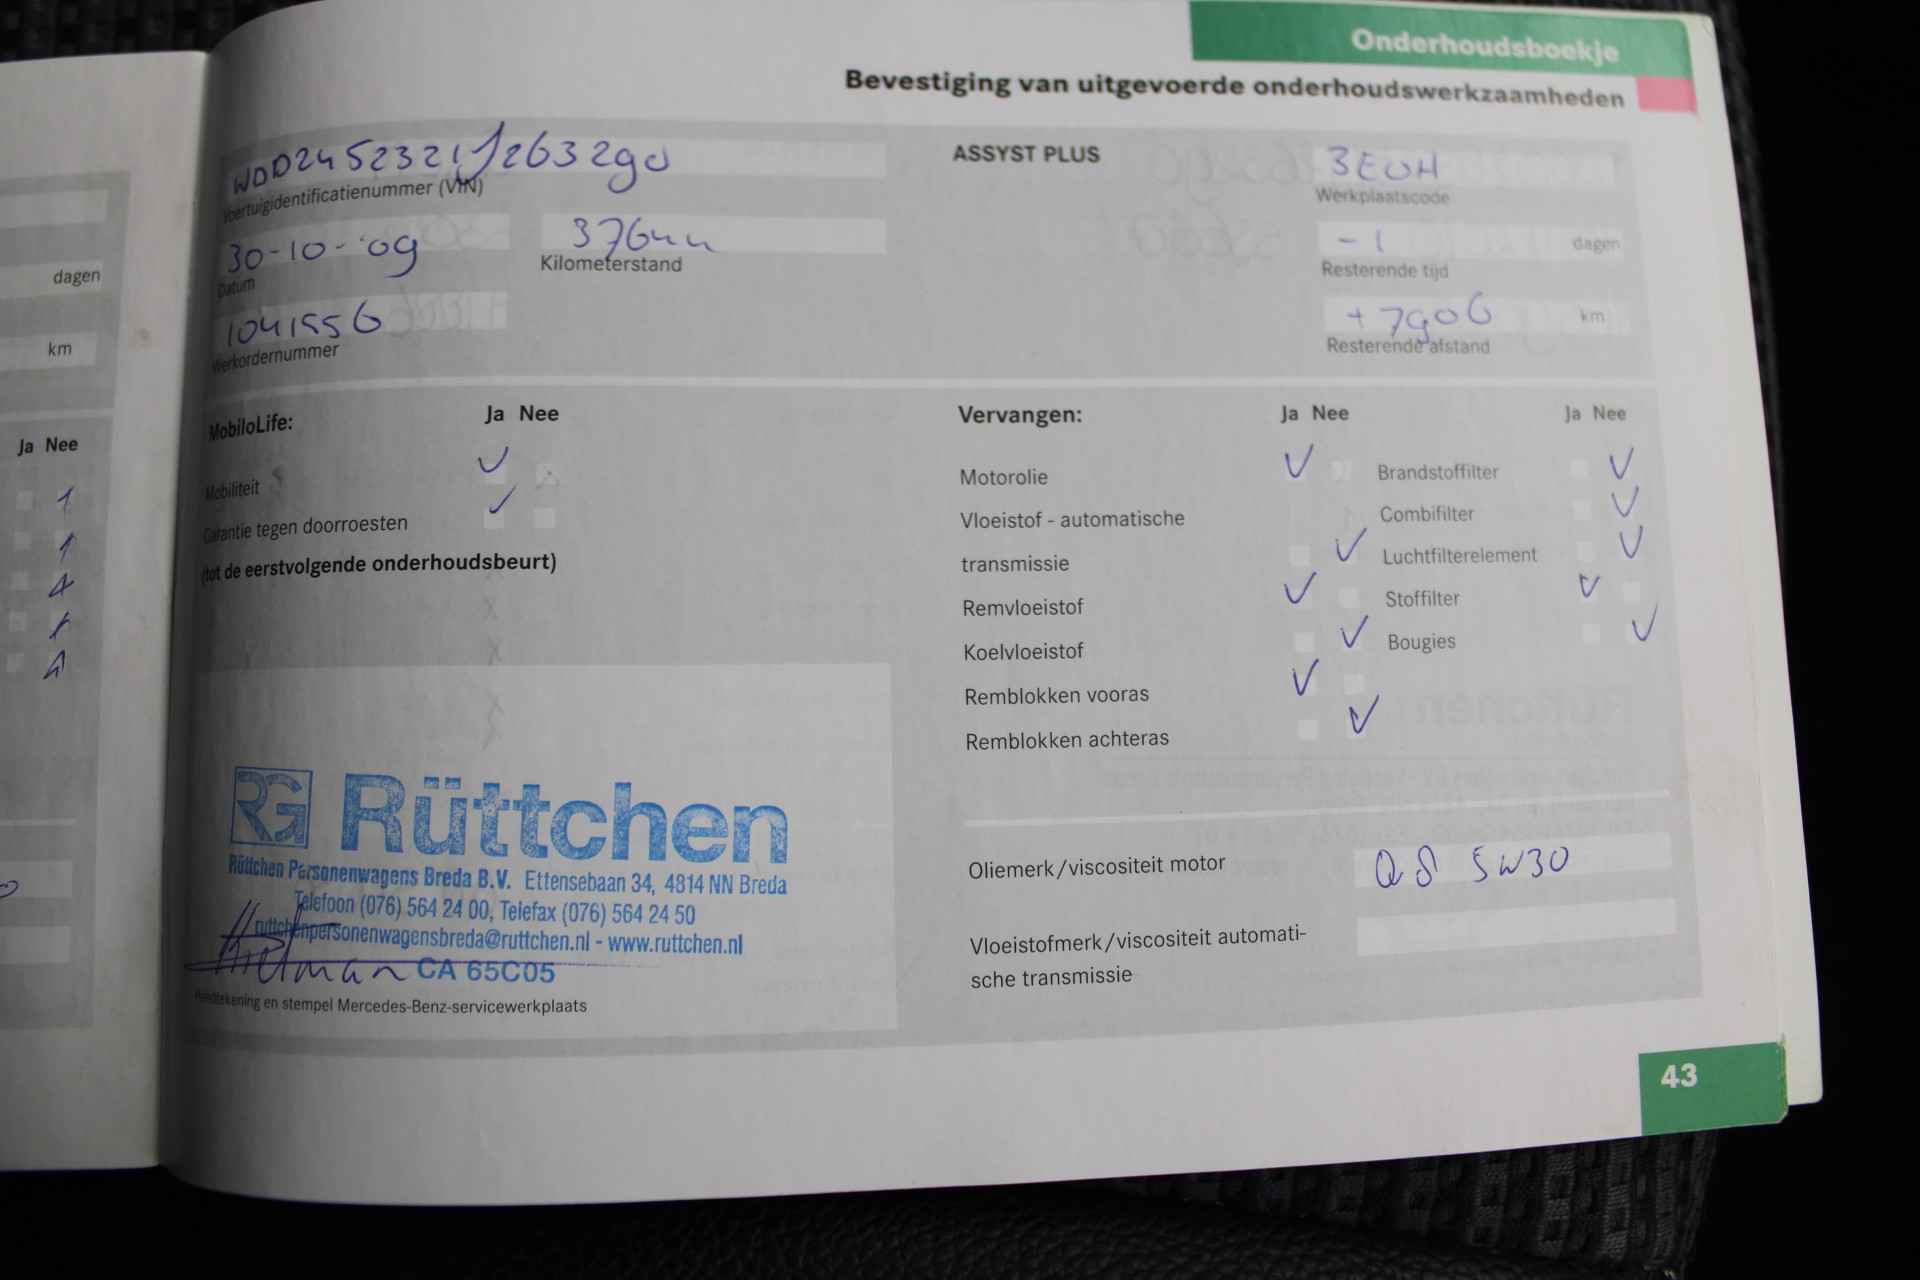 Onderhoudsboekje
Bevestiging van uitgevoerde onderhoudswerkzaamheden
WDD2452321J263290
Voertuigidentificatienummer (VIN)
30-10-'09
Datum
Kilometerstand
1041556
Werkordernummer
ASSYST PLUS
3EOH
Werkplaatscode
-1 dagen
Resterende tijd
+7906 km
Resterende afstand
dagen
km
Ja Nee
MobiloLife: Ja Nee
Mobiliteit
Garantie tegen doorroesten
(tot de eerstvolgende onderhoudsbeurt)
Vervangen: Ja Nee
Motorolie
Vloeistof - automatische
transmissie
Remvloeistof
Koelvloeistof
Remblokken vooras
Remblokken achteras
Ja Nee
Brandstoffilter
Combifilter
Luchtfilterelement
Stoffilter
Bougies
RG Rüttchen
Rüttchen Personenwagens Breda B.V. Ettensebaan 34, 4814 NN Breda
Telefoon (076) 564 24 00, Telefax (076) 564 24 50
ruttchenpersonenwagensbreda@ruttchen.nl - www.ruttchen.nl
CA 65C05
Handtekening en stempel Mercedes-Benz-servicewerkplaats
Oliemerk/viscositeit motor
Q8 5W30
Vloeistofmerk/viscositeit automati-
sche transmissie
43